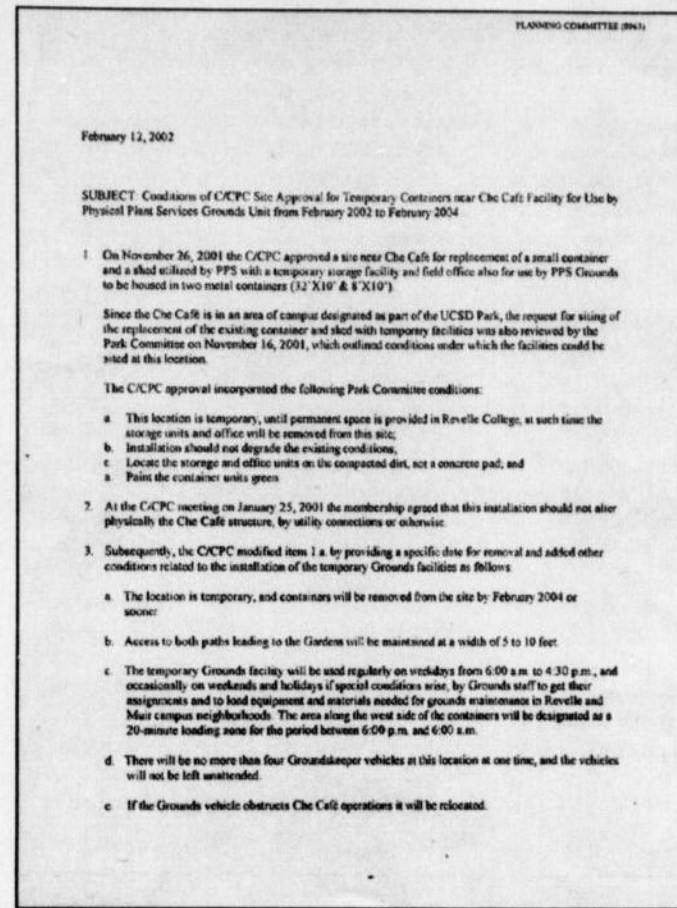 PLANNING COMMITTEE (0963)
February 12, 2002
SUBJECT: Conditions of C/CPC Site Approval for Temporary Containers near Che Café Facility for Use by
Physical Plant Services Grounds Unit from February 2002 to February 2004
1. On November 26, 2001 the C/CPC approved a site near Che Café for replacement of a small container
and a shed utilized by PPS with a temporary storage facility and field office also for use by PPS Grounds
to be housed in two metal containers (32'X10' & 8'X10').
Since the Che Café is in an area of campus designated as part of the UCSD Park, the request for siting of
the replacement of the existing container and shed with temporary facilities was also reviewed by the
Park Committee on November 16, 2001, which outlined conditions under which the facilities could be
sited at this location.
The C/CPC approval incorporated the following Park Committee conditions:
a. This location is temporary, until permanent space is provided in Revelle College, at such time the
storage units and office will be removed from this site;
b. Installation should not degrade the existing conditions,
c. Locate the storage and office units on the compacted dirt, not a concrete pad, and
a. Paint the container units green
2. At the C/CPC meeting on January 25, 2001 the membership agreed that this installation should not alter
physically the Che Café structure, by utility connections or otherwise.
3. Subsequently, the C/CPC modified item 1 a. by providing a specific date for removal and added other
conditions related to the installation of the temporary Grounds facilities as follows:
a. The location is temporary, and containers will be removed from the site by February 2004 or
sooner
b. Access to both paths leading to the Gardens will be maintained at a width of 5 to 10 feet.
c. The temporary Grounds facility will be used regularly on weekdays from 6:00 a.m. to 4:30 p.m., and
occasionally on weekends and holidays if special conditions arise, by Grounds staff to get their
assignments and to load equipment and materials needed for grounds maintenance in Revelle and
Muir campus neighborhoods. The area along the west side of the containers will be designated as a
20-minute loading zone for the period between 6:00 p.m. and 6:00 a.m.
d. There will be no more than four Groundskeeper vehicles at this location at one time, and the vehicles
will not be left unattended.
e. If the Grounds vehicle obstructs Che Café operations it will be relocated.